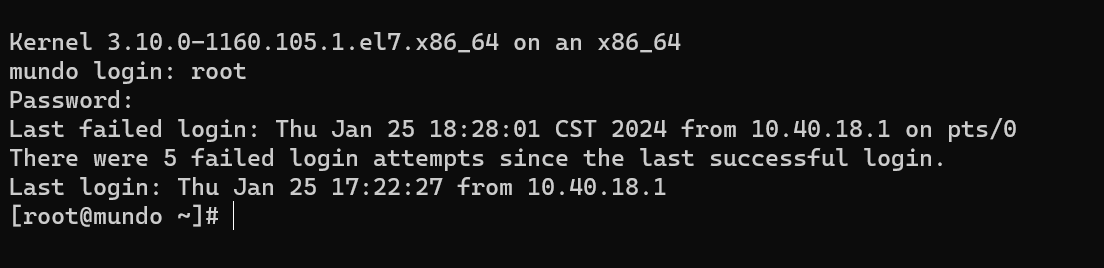 Kernel 3.10.0-1160.105.1.el7.x86_64 on an x86_64
mundo login: root
Password:
Last failed login: Thu Jan 25 18:28:01 CST 2024 from 10.40.18.1 on pts/0
There were 5 failed login attempts since the last successful login.
Last login: Thu Jan 25 17:22:27 from 10.40.18.1
[root@mundo ~]#